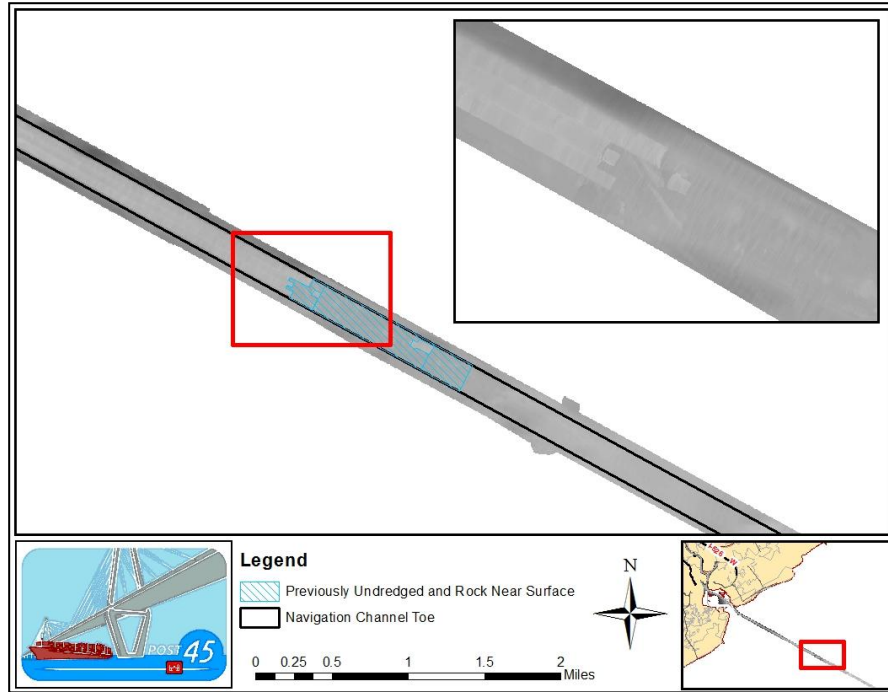 Legend
Previously Undredged and Rock Near Surface
Navigation Channel Toe
N
0 0.25 0.5 1 1.5 2
Miles
POST 45
I-526 W